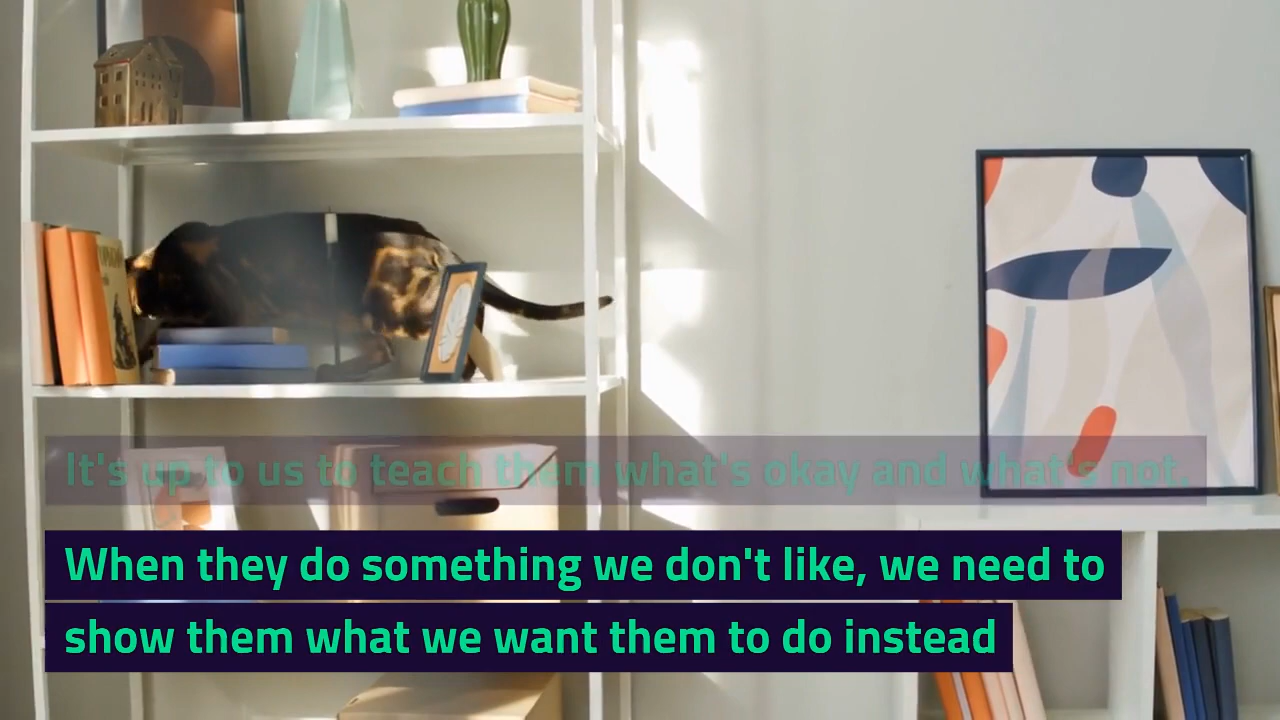 It's up to us to teach them what's okay and what's not.
When they do something we don't like, we need to
show them what we want them to do instead